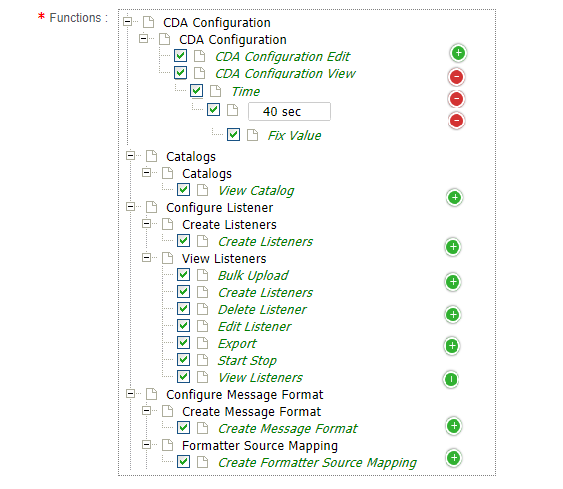 * Functions :
CDA Configuration
CDA Configuration
CDA Configuration Edit
CDA Configuration View
Time
40 sec
Fix Value
Catalogs
Catalogs
View Catalog
Configure Listener
Create Listeners
Create Listeners
View Listeners
Bulk Upload
Create Listeners
Delete Listener
Edit Listener
Export
Start Stop
View Listeners
Configure Message Format
Create Message Format
Create Message Format
Formatter Source Mapping
Create Formatter Source Mapping